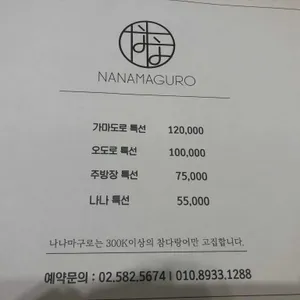 なな
NANAMAGURO
가마도로 특선 120,000
오도로 특선 100,000
주방장 특선 75,000
나나 특선 55,000
나나마구로는 300K이상의 참다랑어만 고집합니다.
예약문의 : 02.582.5674 | 010.8933.1288